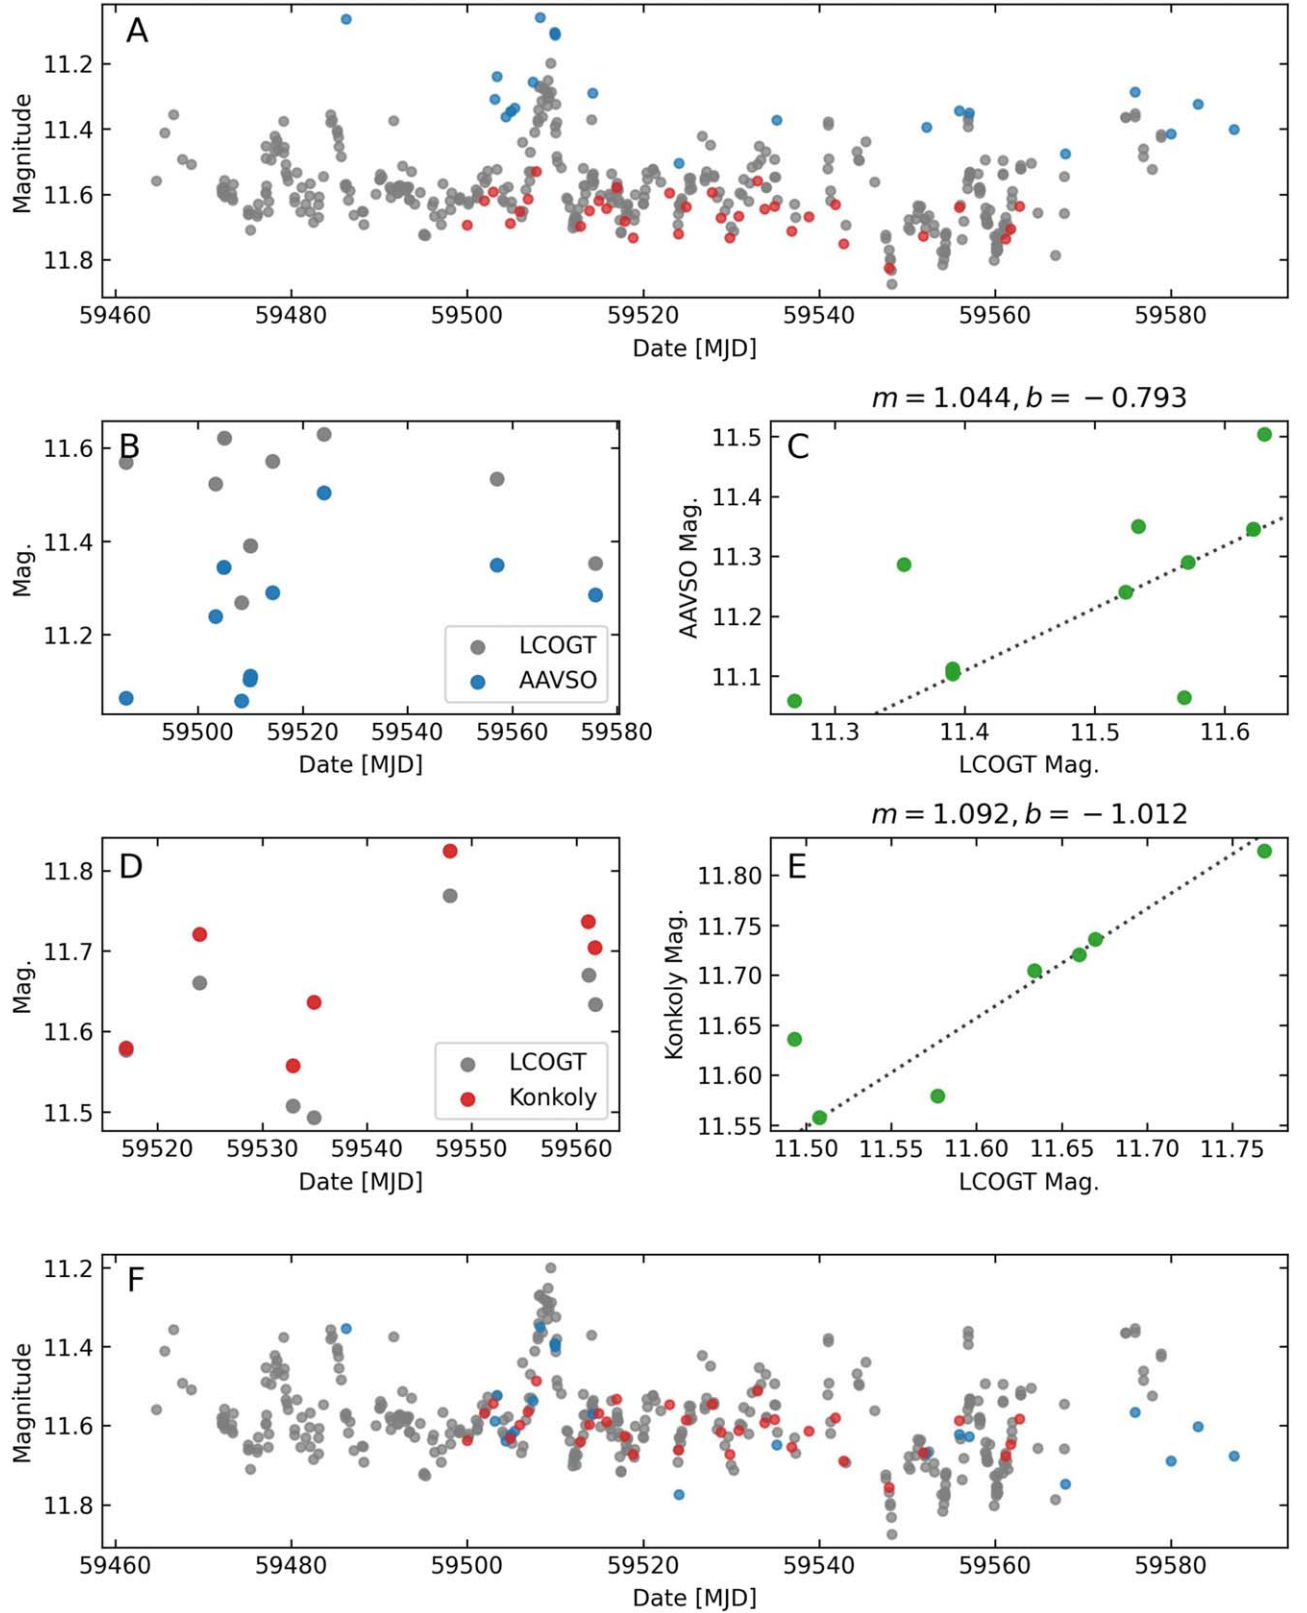 A
11.2
11.4
11.6
11.8
Magnitude
59460 59480 59500 59520 59540 59560 59580
Date [MJD]
B
11.6
11.4
11.2
Mag.
LCOGT
AAVSO
59500 59520 59540 59560 59580
Date [MJD]
m = 1.044, b = − 0.793
C
11.5
11.4
11.3
11.2
11.1
AAVSO Mag.
11.3 11.4 11.5 11.6
LCOGT Mag.
D
11.8
11.7
11.6
11.5
Mag.
LCOGT
Konkoly
59520 59530 59540 59550 59560
Date [MJD]
m = 1.092, b = − 1.012
E
11.80
11.75
11.70
11.65
11.60
11.55
Konkoly Mag.
11.50 11.55 11.60 11.65 11.70 11.75
LCOGT Mag.
F
11.2
11.4
11.6
11.8
Magnitude
59460 59480 59500 59520 59540 59560 59580
Date [MJD]